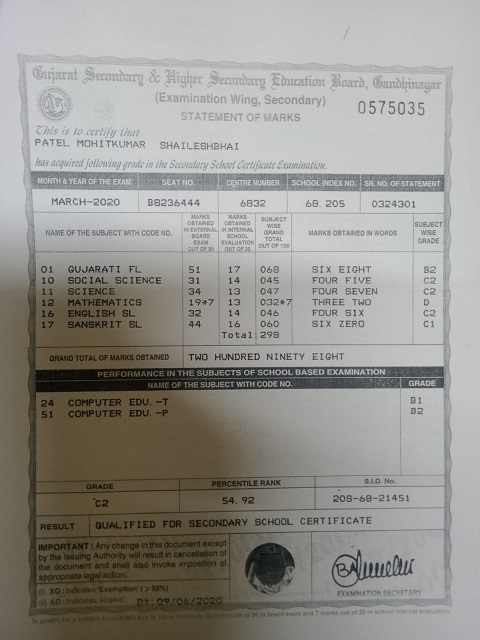 Gujarat Secondary & Higher Secondary Education Board, Gandhinagar
(Examination Wing, Secondary)
0575035
STATEMENT OF MARKS
This is to certify that
PATEL MOHITKUMAR SHAILESHBHAI
has acquired following grade in the Secondary School Certificate Examination.
MONTH & YEAR OF THE EXAM. SEAT NO. CENTRE NUMBER SCHOOL INDEX NO. SR. NO. OF STATEMENT
MARCH-2020 B8236444 6832 68.205 0324301
NAME OF THE SUBJECT WITH CODE NO. MARKS OBTAINED IN EXTERNAL BOARD EXAM OUT OF 80 MARKS OBTAINED IN INTERNAL SCHOOL EVALUATION OUT OF 20 SUBJECT WISE GRAND TOTAL OUT OF 100 MARKS OBTAINED IN WORDS SUBJECT WISE GRADE
01 GUJARATI FL 51 17 068 SIX EIGHT B2
10 SOCIAL SCIENCE 31 14 045 FOUR FIVE C2
11 SCIENCE 34 13 047 FOUR SEVEN C2
12 MATHEMATICS 19*7 13 032*7 THREE TWO D
16 ENGLISH SL 32 14 046 FOUR SIX C2
17 SANSKRIT SL 44 16 060 SIX ZERO C1
Total: 298
GRAND TOTAL OF MARKS OBTAINED TWO HUNDRED NINETY EIGHT
PERFORMANCE IN THE SUBJECTS OF SCHOOL BASED EXAMINATION
NAME OF THE SUBJECT WITH CODE NO. GRADE
24 COMPUTER EDU. -T B1
51 COMPUTER EDU. -P B2
GRADE PERCENTILE RANK S.I.D. No.
C2 54.92 20S-68-21451
RESULT QUALIFIED FOR SECONDARY SCHOOL CERTIFICATE
IMPORTANT : Any change in this document except
by the Issuing Authority will result in cancellation
of the document and shall also invoke imposition of
appropriate legal action.
(i) XO : Indicates 'Exemption' (> 33%)
(ii) AO : Indicates Absent Dt: 09/06/2020
EXAMINATION SECRETARY
To qualify for a subject a candidate